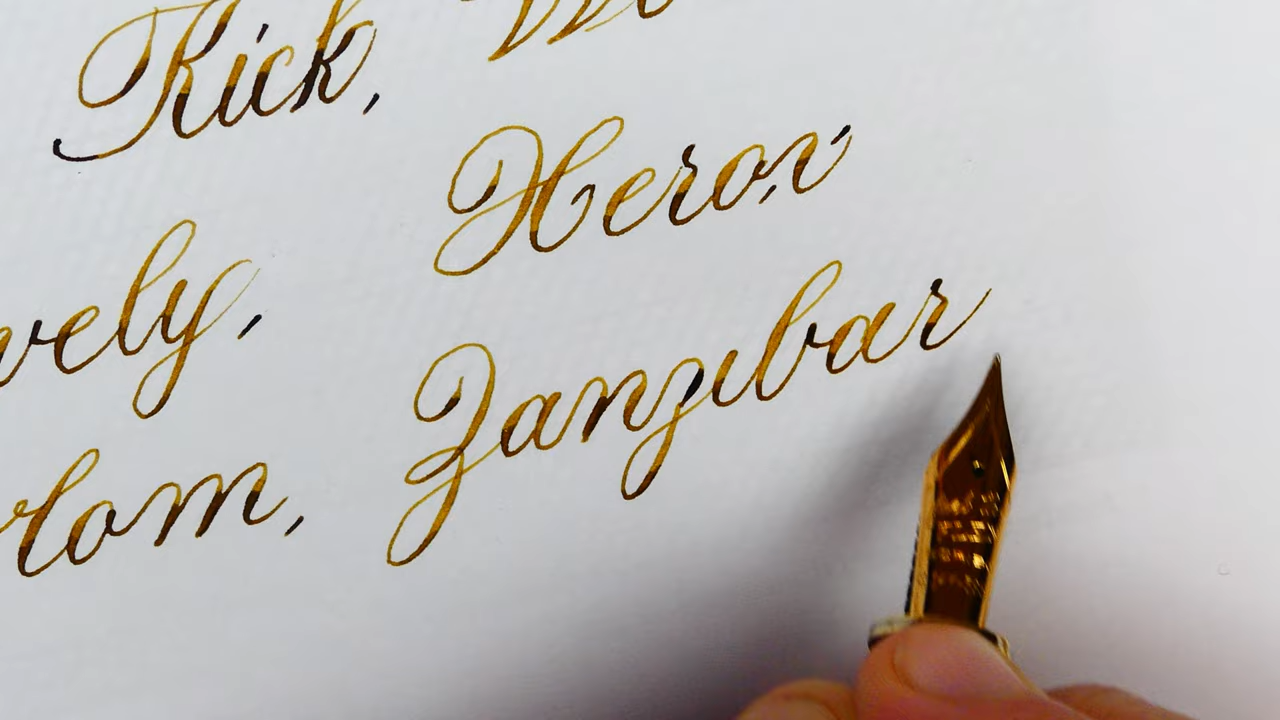 Kick,
vely, Heron
lom, Zanzibar